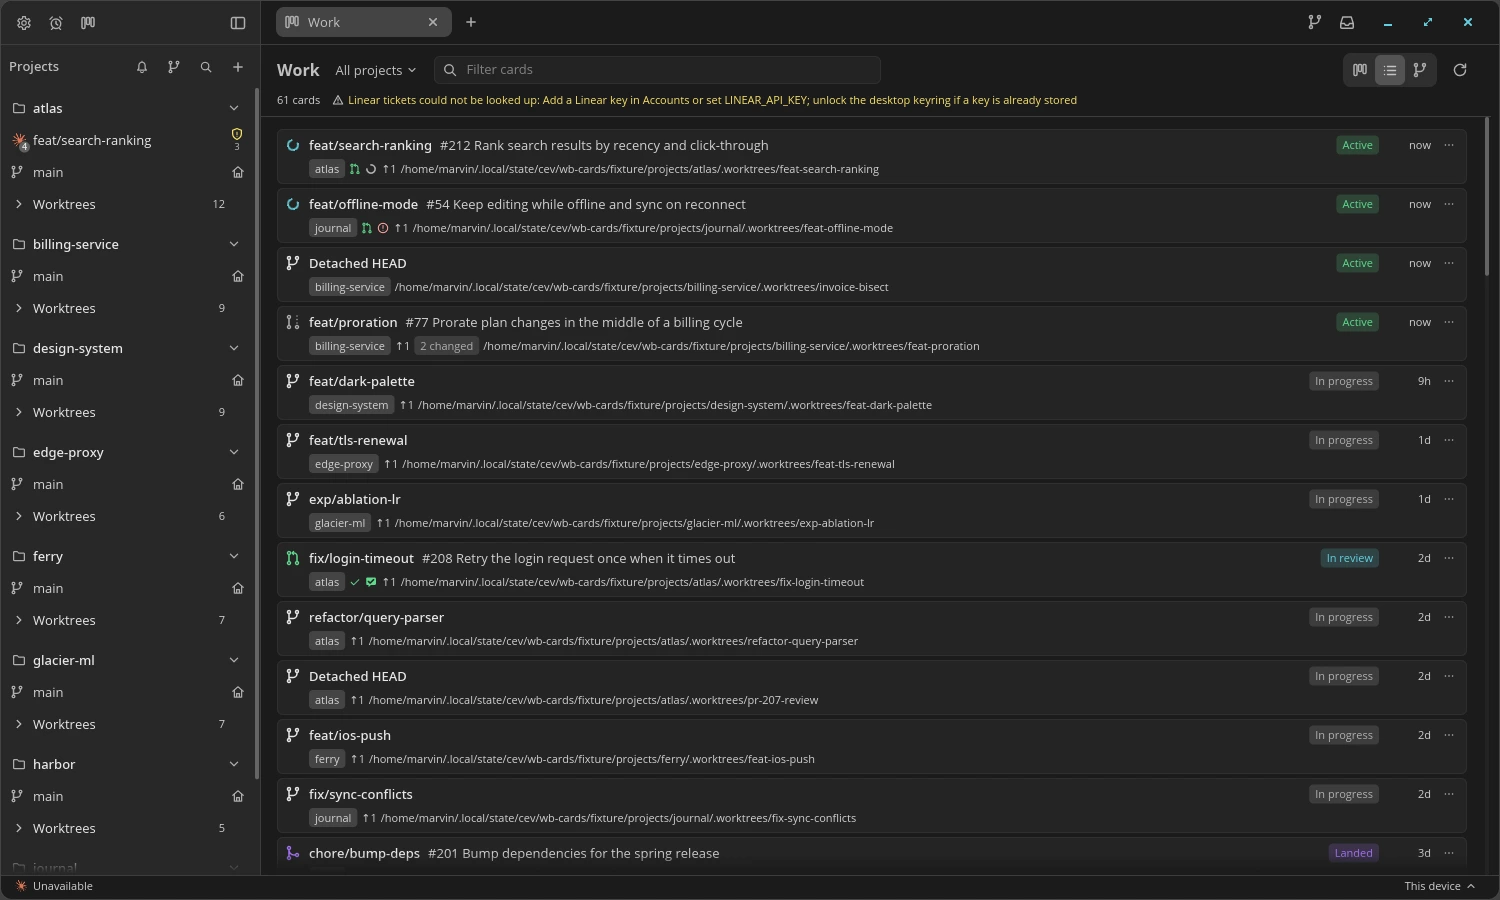 Work
Projects
atlas
4 feat/search-ranking 3
main
Worktrees 12
billing-service
main
Worktrees 9
design-system
main
Worktrees 9
edge-proxy
main
Worktrees 6
ferry
main
Worktrees 7
glacier-ml
main
Worktrees 7
harbor
main
Worktrees 5
journal
Work All projects Filter cards
61 cards Linear tickets could not be looked up: Add a Linear key in Accounts or set LINEAR_API_KEY; unlock the desktop keyring if a key is already stored
feat/search-ranking #212 Rank search results by recency and click-through Active now ···
atlas ↑1 /home/marvin/.local/state/cev/wb-cards/fixture/projects/atlas/.worktrees/feat-search-ranking
feat/offline-mode #54 Keep editing while offline and sync on reconnect Active now ···
journal ↑1 /home/marvin/.local/state/cev/wb-cards/fixture/projects/journal/.worktrees/feat-offline-mode
Detached HEAD Active now ···
billing-service /home/marvin/.local/state/cev/wb-cards/fixture/projects/billing-service/.worktrees/invoice-bisect
feat/proration #77 Prorate plan changes in the middle of a billing cycle Active now ···
billing-service ↑1 2 changed /home/marvin/.local/state/cev/wb-cards/fixture/projects/billing-service/.worktrees/feat-proration
feat/dark-palette In progress 9h ···
design-system ↑1 /home/marvin/.local/state/cev/wb-cards/fixture/projects/design-system/.worktrees/feat-dark-palette
feat/tls-renewal In progress 1d ···
edge-proxy ↑1 /home/marvin/.local/state/cev/wb-cards/fixture/projects/edge-proxy/.worktrees/feat-tls-renewal
exp/ablation-lr In progress 1d ···
glacier-ml ↑1 /home/marvin/.local/state/cev/wb-cards/fixture/projects/glacier-ml/.worktrees/exp-ablation-lr
fix/login-timeout #208 Retry the login request once when it times out In review 2d ···
atlas ↑1 /home/marvin/.local/state/cev/wb-cards/fixture/projects/atlas/.worktrees/fix-login-timeout
refactor/query-parser In progress 2d ···
atlas ↑1 /home/marvin/.local/state/cev/wb-cards/fixture/projects/atlas/.worktrees/refactor-query-parser
Detached HEAD In progress 2d ···
atlas ↑1 /home/marvin/.local/state/cev/wb-cards/fixture/projects/atlas/.worktrees/pr-207-review
feat/ios-push In progress 2d ···
ferry ↑1 /home/marvin/.local/state/cev/wb-cards/fixture/projects/ferry/.worktrees/feat-ios-push
fix/sync-conflicts In progress 2d ···
journal ↑1 /home/marvin/.local/state/cev/wb-cards/fixture/projects/journal/.worktrees/fix-sync-conflicts
chore/bump-deps #201 Bump dependencies for the spring release Landed 3d ···
Unavailable This device